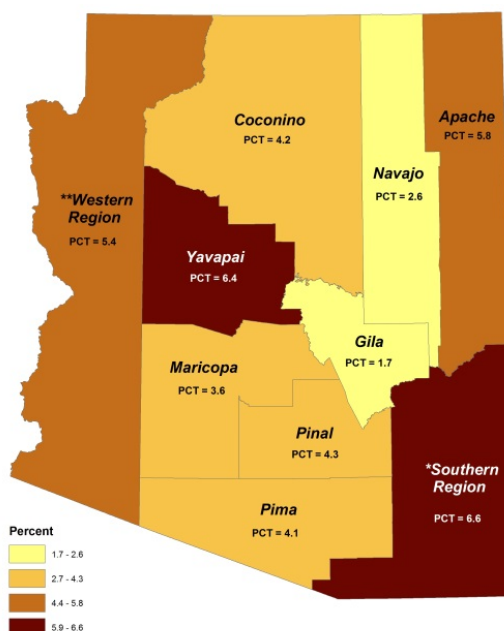 Coconino
PCT = 4.2
Apache
PCT = 5.8
Navajo
PCT = 2.6
**Western
Region
PCT = 5.4
Yavapai
PCT = 6.4
Gila
PCT = 1.7
Maricopa
PCT = 3.6
Pinal
PCT = 4.3
*Southern
Region
PCT = 6.6
Pima
PCT = 4.1
Percent
1.7 - 2.6
2.7 - 4.3
4.4 - 5.8
5.9 - 6.6